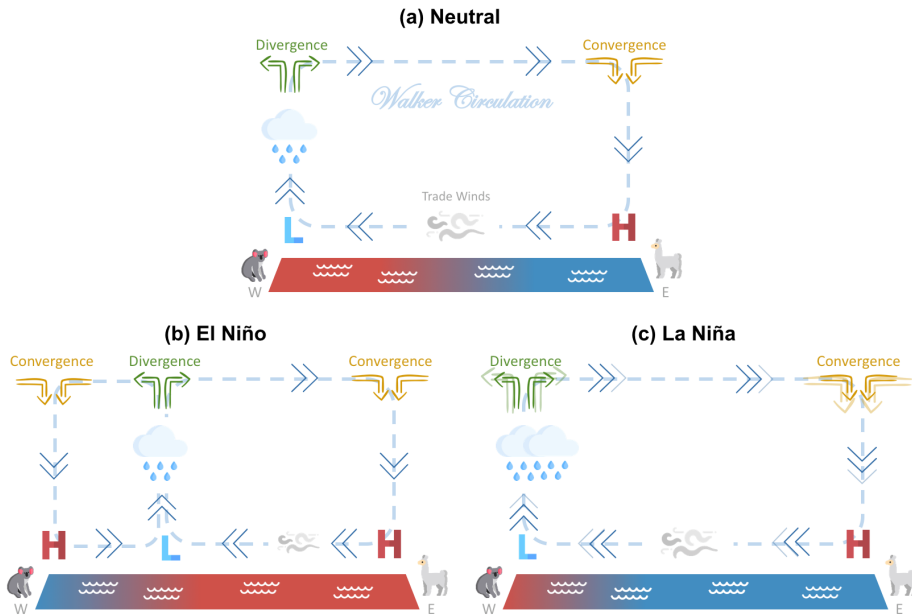 (a) Neutral
Divergence
Convergence
Walker Circulation
Trade Winds
L
H
W
E
(b) El Niño
Convergence
Divergence
Convergence
H
L
H
W
E
(c) La Niña
Divergence
Convergence
L
H
W
E